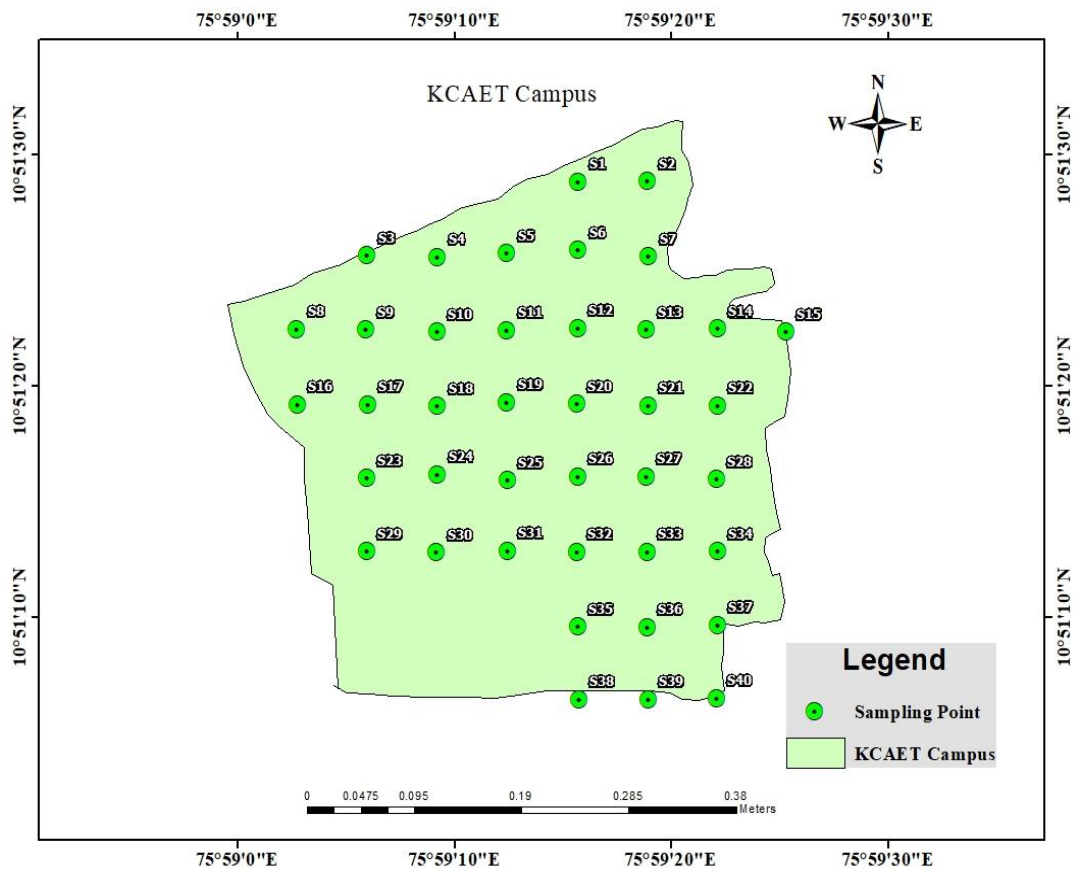 75°59'0"E 75°59'10"E 75°59'20"E 75°59'30"E
KCAET Campus
N
W E
S
10°51'30"N 10°51'30"N
S1 S2
S3 S4 S5 S6 S7
S8 S9 S10 S11 S12 S13 S14 S15
10°51'20"N 10°51'20"N
S16 S17 S18 S19 S20 S21 S22
S23 S24 S25 S26 S27 S28
S29 S30 S31 S32 S33 S34
10°51'10"N 10°51'10"N
S35 S36 S37
S38 S39 S40
Legend
Sampling Point
KCAET Campus
0 0.0475 0.095 0.19 0.285 0.38
Meters
75°59'0"E 75°59'10"E 75°59'20"E 75°59'30"E